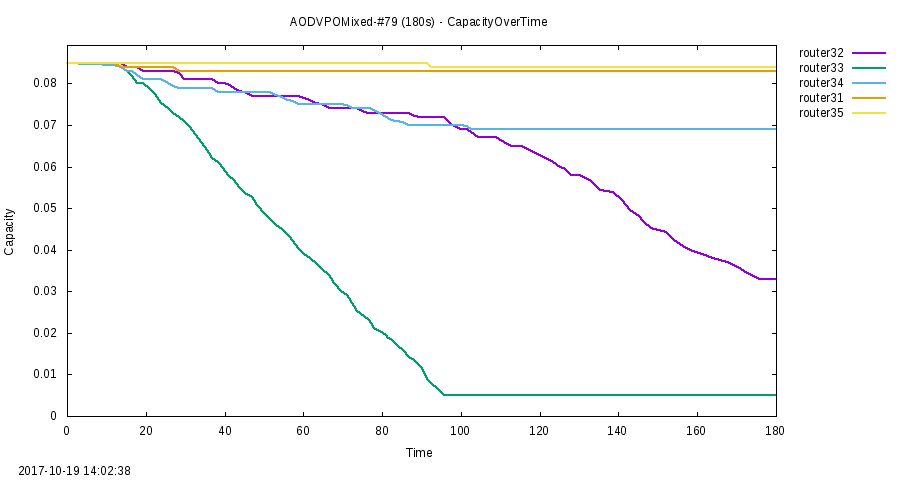 AODVPOMixed-#79 (180s) - CapacityOverTime
router32
router33
router34
router31
router35
0.08
0.07
0.06
0.05
0.04
0.03
0.02
0.01
0
Capacity
0 20 40 60 80 100 120 140 160 180
Time
2017-10-19 14:02:38